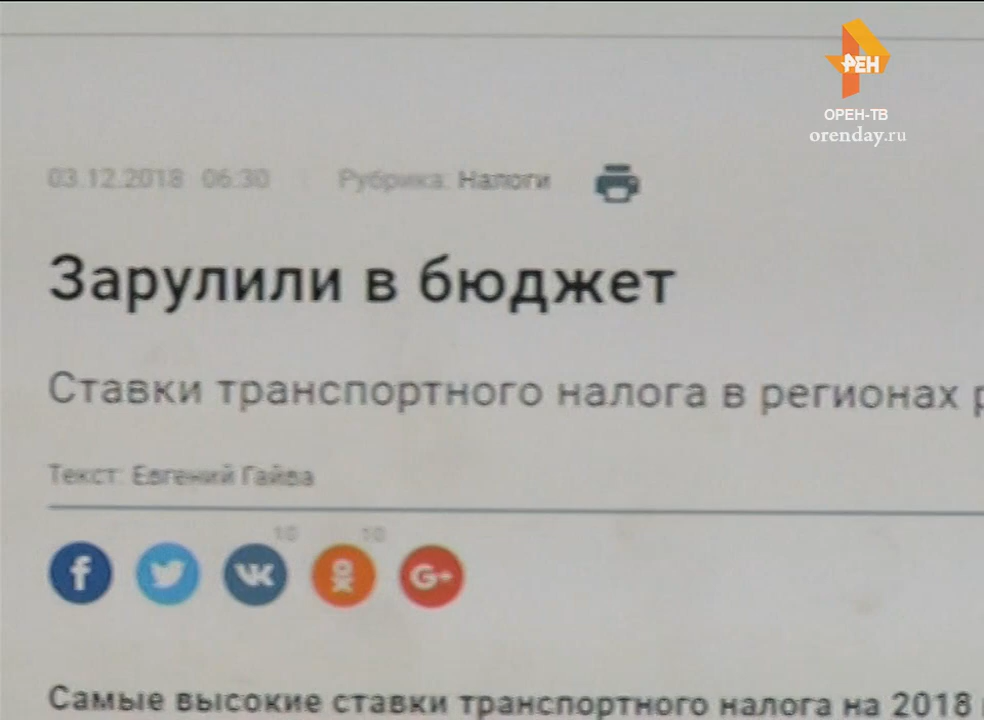 РЕН
ОРЕН-ТВ
orenday.ru
03.12.2018 06:30 Рубрика: Налоги
Зарулили в бюджет
Ставки транспортного налога в регионах р
Текст: Евгений Гайва
10 10
f VK G+
Самые высокие ставки транспортного налога на 2018